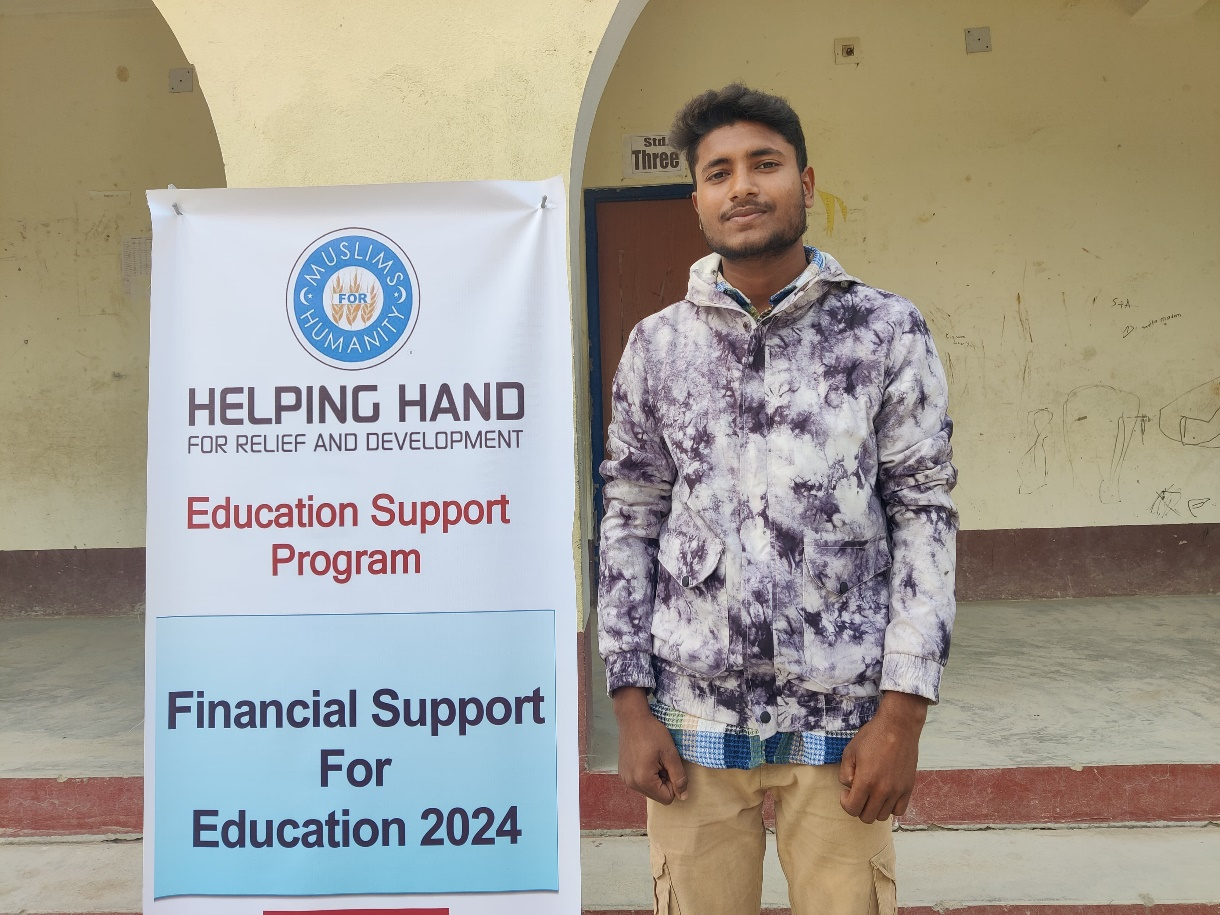 MUSLIMS
FOR
HUMANITY
HELPING HAND
FOR RELIEF AND DEVELOPMENT
Education Support
Program
Financial Support
For
Education 2024
Std.
Three
S+A